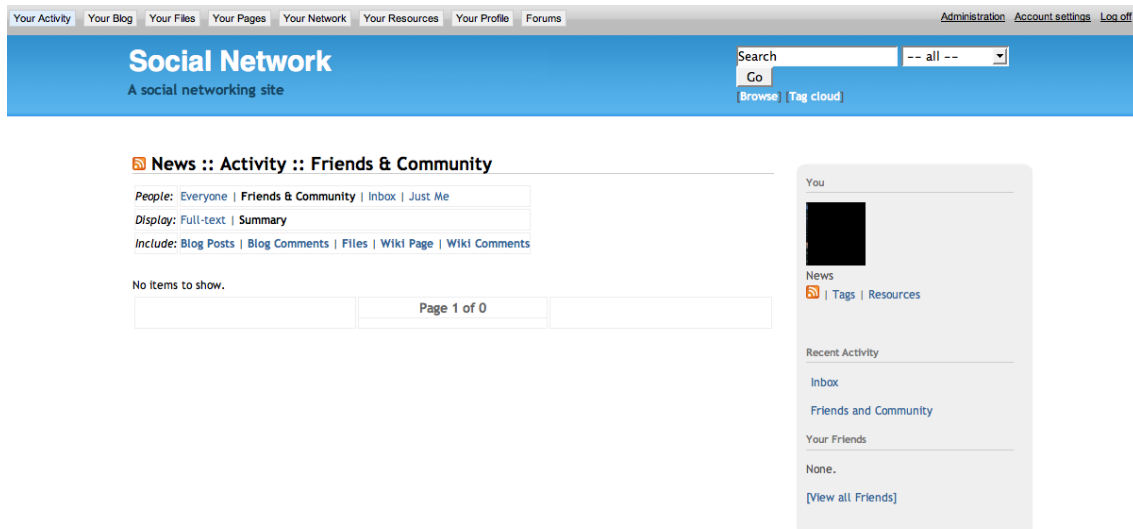 Your Activity Your Blog Your Files Your Pages Your Network Your Resources Your Profile Forums Administration Account settings Log off
Social Network
A social networking site
Search -- all --
Go
[Browse] [Tag cloud]
News :: Activity :: Friends & Community
People: Everyone | Friends & Community | Inbox | Just Me
Display: Full-text | Summary
Include: Blog Posts | Blog Comments | Files | Wiki Page | Wiki Comments
No items to show.
Page 1 of 0
You
News
| Tags | Resources
Recent Activity
Inbox
Friends and Community
Your Friends
None.
[View all Friends]